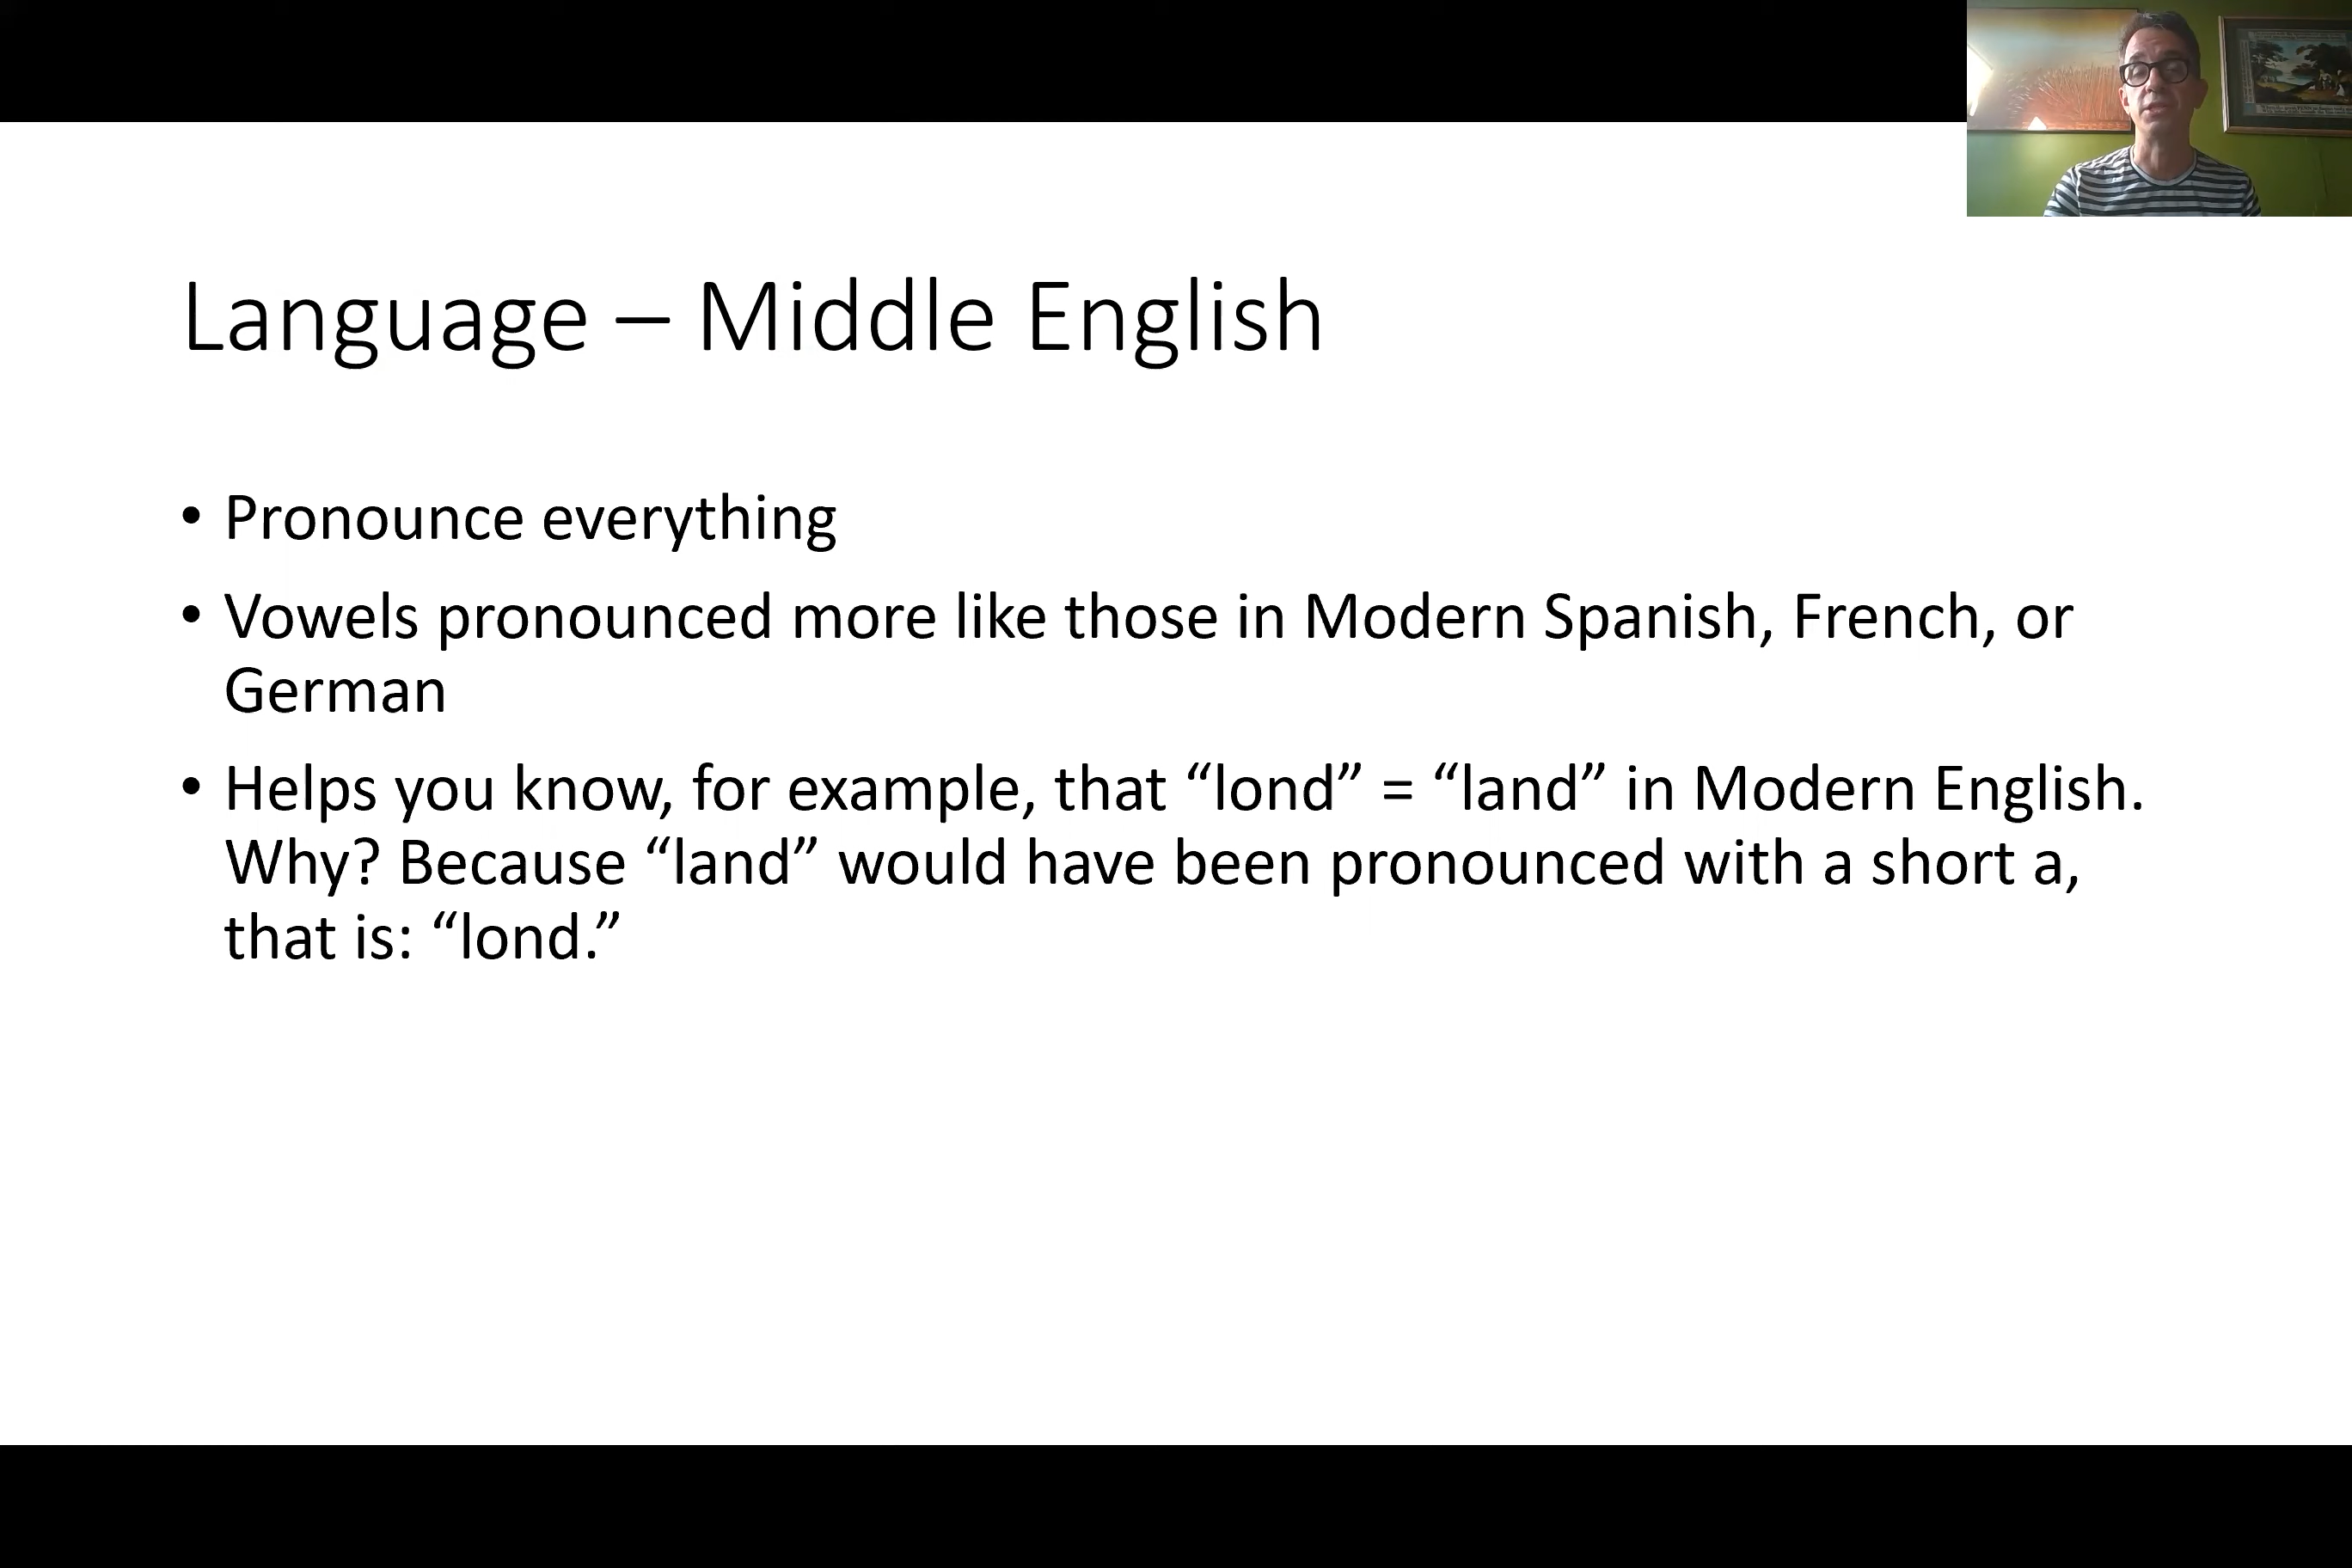 Language – Middle English
• Pronounce everything
• Vowels pronounced more like those in Modern Spanish, French, or
German
• Helps you know, for example, that “lond” = “land” in Modern English.
Why? Because “land” would have been pronounced with a short a,
that is: “lond.”